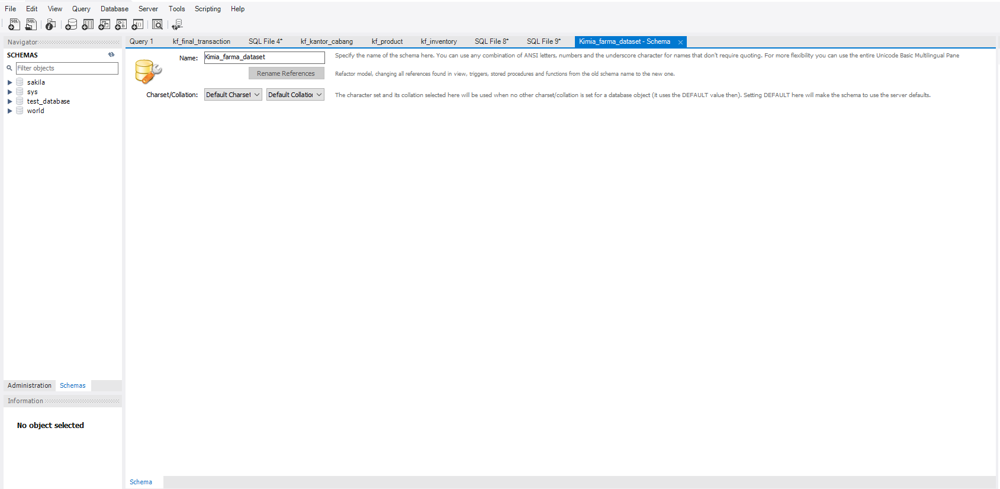 File Edit View Query Database Server Tools Scripting Help
SQL SQL
Navigator
SCHEMAS
Filter objects
sakila
sys
test_database
world
Administration Schemas
Information
No object selected
Query 1 kf_final_transaction SQL File 4* kf_kantor_cabang kf_product kf_inventory SQL File 8* SQL File 9* Kimia_farma_dataset - Schema
Name: Kimia_farma_dataset Specify the name of the schema here. You can use any combination of ANSI letters, numbers and the underscore character for names that don't require quoting. For more flexibility you can use the entire Unicode Basic Multilingual Pane
Rename References Refactor model, changing all references found in view, triggers, stored procedures and functions from the old schema name to the new one.
Charset/Collation: Default Charset Default Collation The character set and its collation selected here will be used when no other charset/collation is set for a database object (it uses the DEFAULT value then). Setting DEFAULT here will make the schema to use the server defaults.
Schema